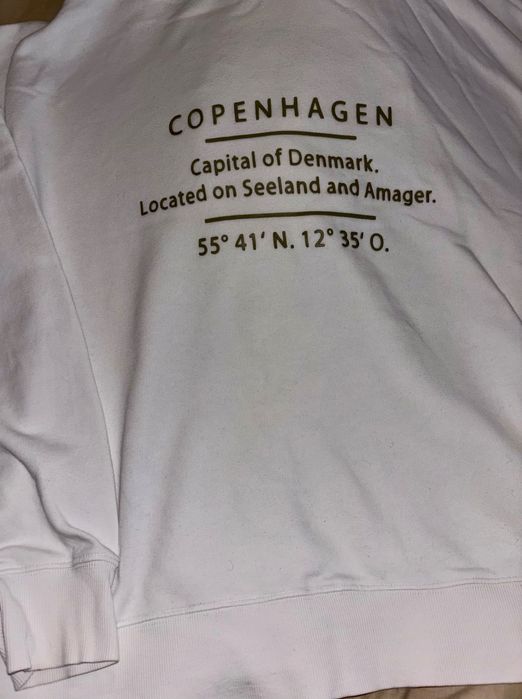 COPENHAGEN
Capital of Denmark.
Located on Seeland and Amager.
55° 41' N. 12° 35' O.